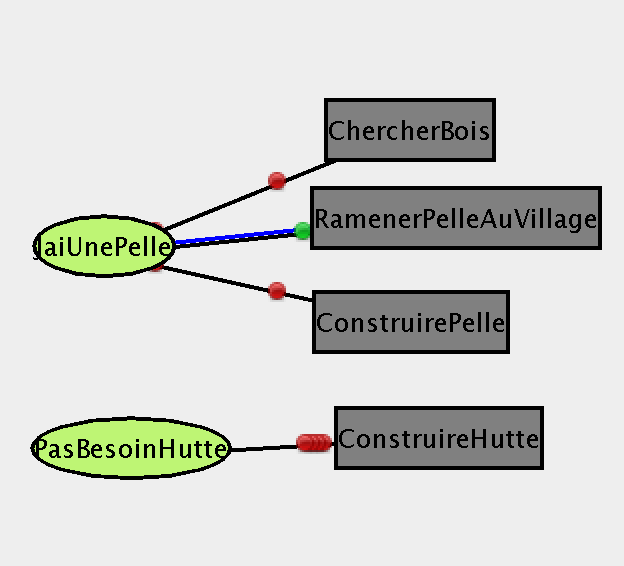 ChercherBois
RamenerPelleAuVillage
JaiUnePelle
ConstruirePelle
PasBesoinHutte
ConstruireHutte